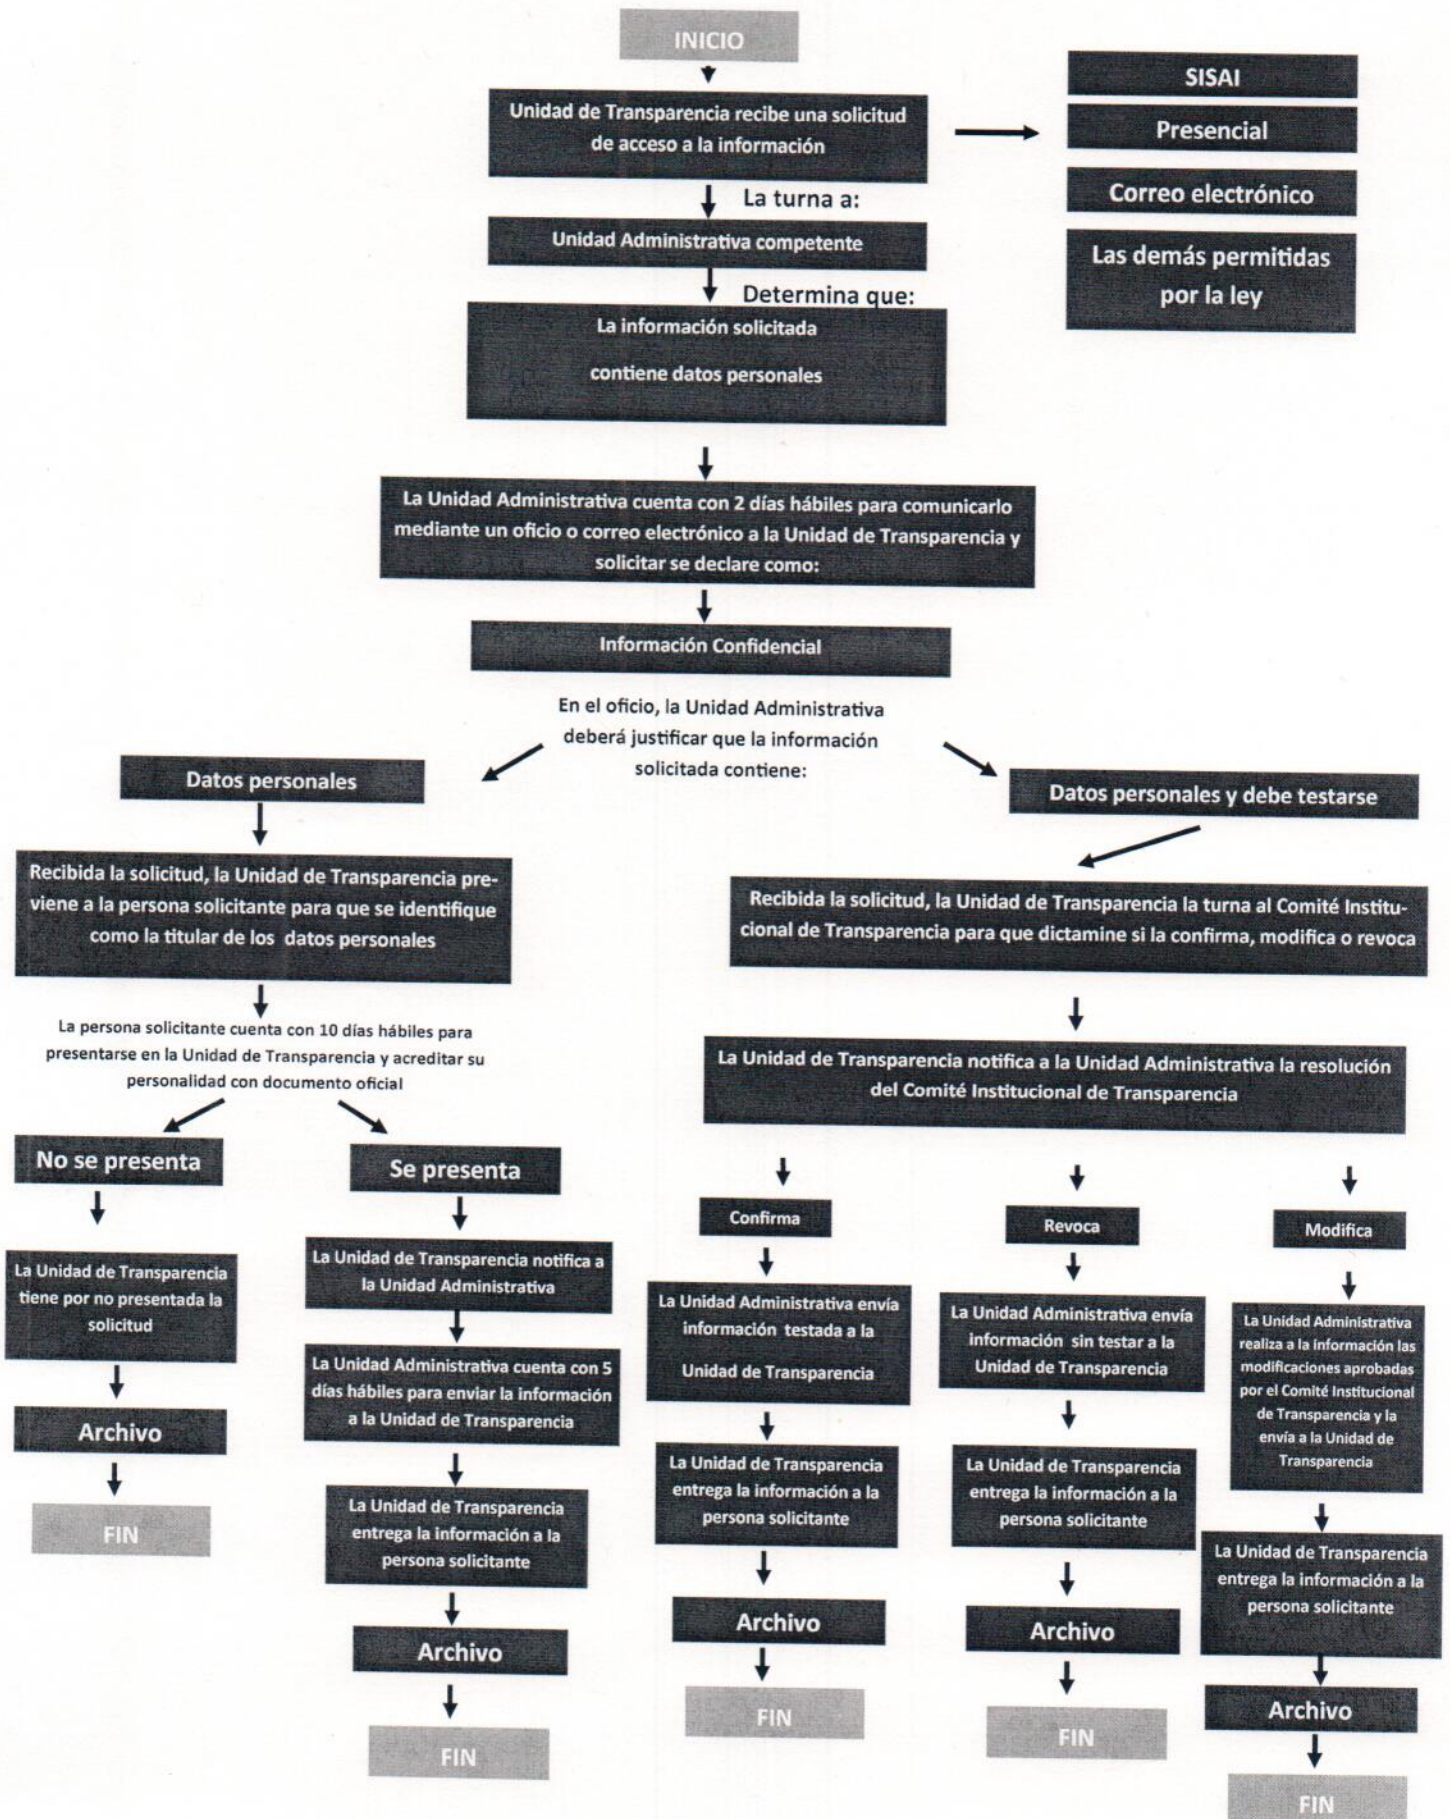 INICIO
Unidad de Transparencia recibe una solicitud
de acceso a la información
SISAI
Presencial
Correo electrónico
Las demás permitidas
por la ley
La turna a:
Unidad Administrativa competente
Determina que:
La información solicitada
contiene datos personales
La Unidad Administrativa cuenta con 2 días hábiles para comunicarlo
mediante un oficio o correo electrónico a la Unidad de Transparencia y
solicitar se declare como:
Información Confidencial
En el oficio, la Unidad Administrativa
deberá justificar que la información
solicitada contiene:
Datos personales
Recibida la solicitud, la Unidad de Transparencia pre-
viene a la persona solicitante para que se identifique
como la titular de los datos personales
La persona solicitante cuenta con 10 días hábiles para
presentarse en la Unidad de Transparencia y acreditar su
personalidad con documento oficial
No se presenta
La Unidad de Transparencia
tiene por no presentada la
solicitud
Archivo
FIN
Se presenta
La Unidad de Transparencia notifica a
la Unidad Administrativa
La Unidad Administrativa cuenta con 5
días hábiles para enviar la información
a la Unidad de Transparencia
La Unidad de Transparencia
entrega la información a la
persona solicitante
Archivo
FIN
Datos personales y debe testarse
Recibida la solicitud, la Unidad de Transparencia la turna al Comité Institu-
cional de Transparencia para que dictamine si la confirma, modifica o revoca
La Unidad de Transparencia notifica a la Unidad Administrativa la resolución
del Comité Institucional de Transparencia
Confirma
La Unidad Administrativa envía
información testada a la
Unidad de Transparencia
La Unidad de Transparencia
entrega la información a la
persona solicitante
Archivo
FIN
Revoca
La Unidad Administrativa envía
información sin testar a la
Unidad de Transparencia
La Unidad de Transparencia
entrega la información a la
persona solicitante
Archivo
FIN
Modifica
La Unidad Administrativa
realiza a la información las
modificaciones aprobadas
por el Comité Institucional
de Transparencia y la
envía a la Unidad de
Transparencia
La Unidad de Transparencia
entrega la información a la
persona solicitante
Archivo
FIN